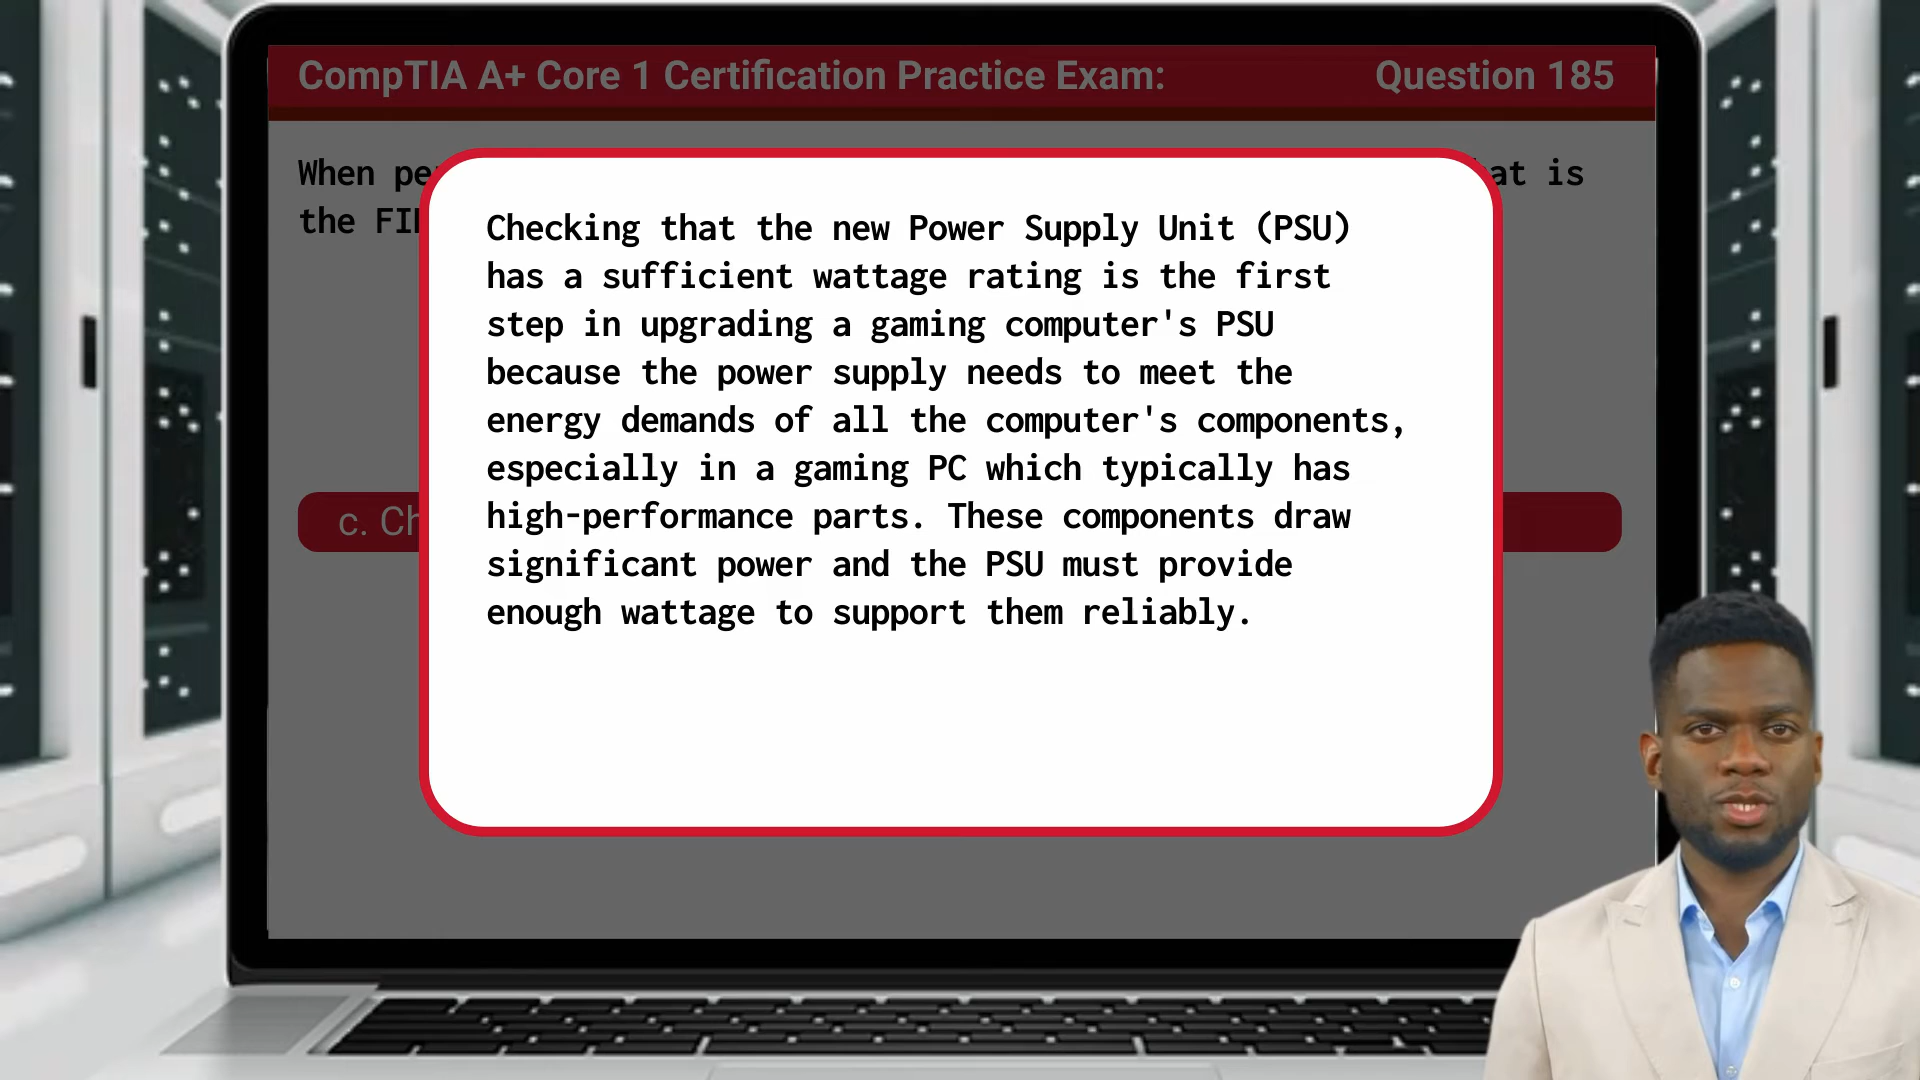 CompTIA A+ Core 1 Certification Practice Exam: Question 185
When at is
the
Checking that the new Power Supply Unit (PSU)
has a sufficient wattage rating is the first
step in upgrading a gaming computer's PSU
because the power supply needs to meet the
energy demands of all the computer's components,
especially in a gaming PC which typically has
c.
high-performance parts. These components draw
significant power and the PSU must provide
enough wattage to support them reliably.